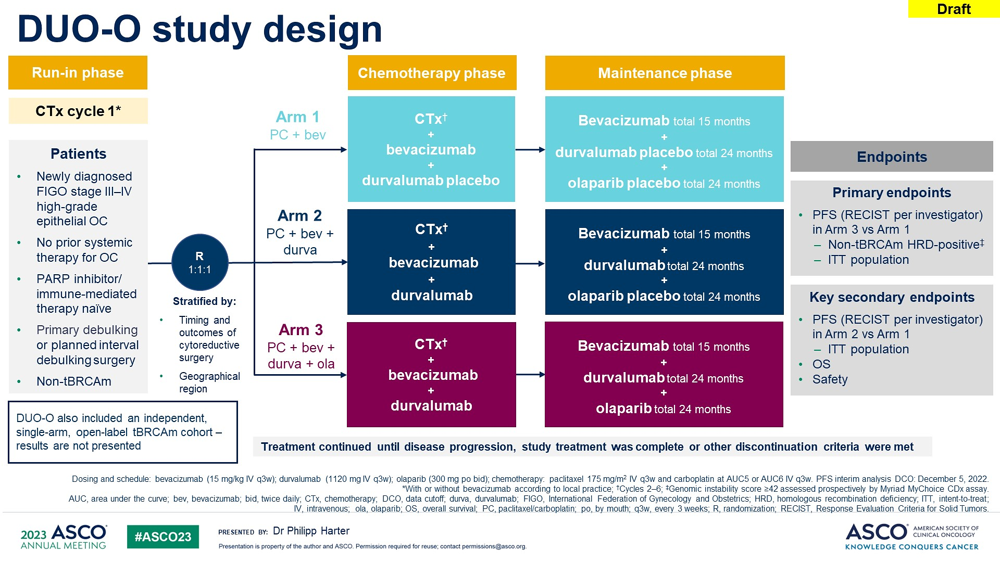 Draft
DUO-O study design
Run-in phase
Chemotherapy phase
Maintenance phase
CTx cycle 1*
Patients
• Newly diagnosed
FIGO stage III–IV
high-grade
epithelial OC
• No prior systemic
therapy for OC
• PARP inhibitor/
immune-mediated
therapy naïve
• Primary debulking
or planned interval
debulking surgery
• Non-tBRCAm
DUO-O also included an independent,
single-arm, open-label tBRCAm cohort –
results are not presented
R
1:1:1
Stratified by:
• Timing and
outcomes of
cytoreductive
surgery
• Geographical
region
Arm 1
PC + bev
CTx†
+
bevacizumab
+
durvalumab placebo
Bevacizumab total 15 months
+
durvalumab placebo total 24 months
+
olaparib placebo total 24 months
Arm 2
PC + bev +
durva
CTx†
+
bevacizumab
+
durvalumab
Bevacizumab total 15 months
+
durvalumab total 24 months
+
olaparib placebo total 24 months
Arm 3
PC + bev +
durva + ola
CTx†
+
bevacizumab
+
durvalumab
Bevacizumab total 15 months
+
durvalumab total 24 months
+
olaparib total 24 months
Endpoints
Primary endpoints
• PFS (RECIST per investigator)
in Arm 3 vs Arm 1
– Non-tBRCAm HRD-positive‡
– ITT population
Key secondary endpoints
• PFS (RECIST per investigator)
in Arm 2 vs Arm 1
– ITT population
• OS
• Safety
Treatment continued until disease progression, study treatment was complete or other discontinuation criteria were met
Dosing and schedule: bevacizumab (15 mg/kg IV q3w); durvalumab (1120 mg IV q3w); olaparib (300 mg po bid); chemotherapy: paclitaxel 175 mg/m² IV q3w and carboplatin at AUC5 or AUC6 IV q3w. PFS interim analysis DCO: December 5, 2022.
*With or without bevacizumab according to local practice; †Cycles 2–6; ‡Genomic instability score ≥42 assessed prospectively by Myriad MyChoice CDx assay.
AUC, area under the curve; bev, bevacizumab; bid, twice daily; CTx, chemotherapy; DCO, data cutoff; durva, durvalumab; FIGO, International Federation of Gynecology and Obstetrics; HRD, homologous recombination deficiency; ITT, intent-to-treat;
IV, intravenous; ola, olaparib; OS, overall survival; PC, paclitaxel/carboplatin; po, by mouth; q3w, every 3 weeks; R, randomization; RECIST, Response Evaluation Criteria for Solid Tumors.
2023 ASCO®
ANNUAL MEETING
#ASCO23
PRESENTED BY: Dr Philipp Harter
Presentation is property of the author and ASCO. Permission required for reuse; contact permissions@asco.org.
ASCO® AMERICAN SOCIETY OF
CLINICAL ONCOLOGY
KNOWLEDGE CONQUERS CANCER